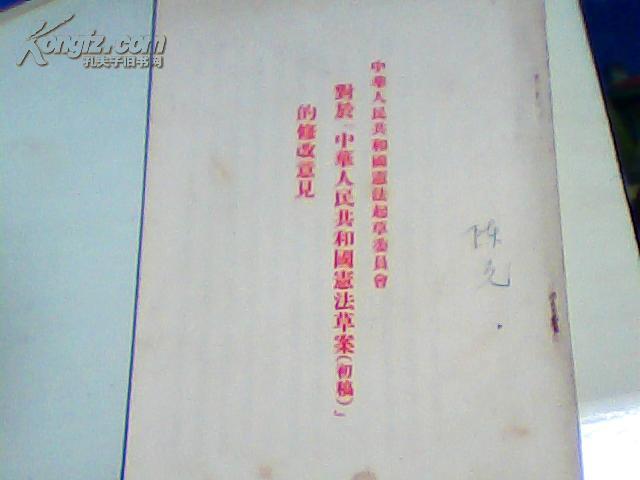 Kongfz.com
孔夫子旧书网
中華人民共和國憲法起草委員會
對於「中華人民共和國憲法草案(初稿)」
的修改意見
陈